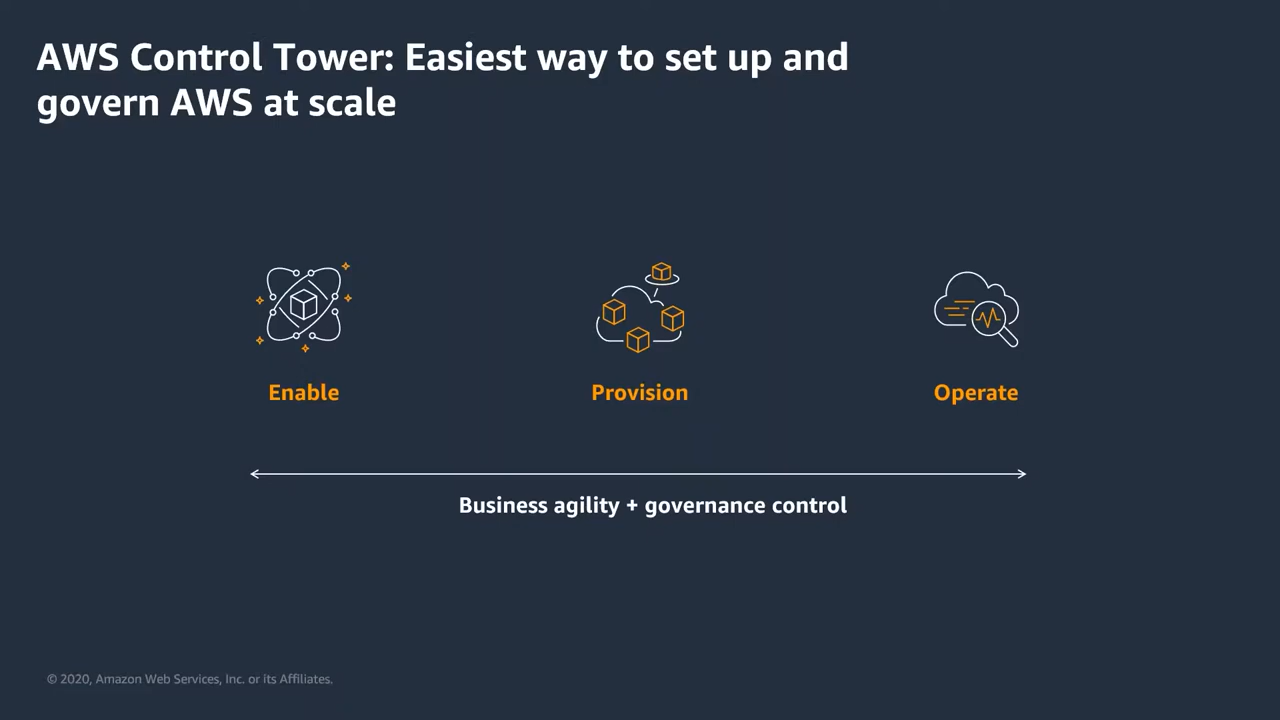 AWS Control Tower: Easiest way to set up and
govern AWS at scale
Enable
Provision
Operate
Business agility + governance control
© 2020, Amazon Web Services, Inc. or its Affiliates.